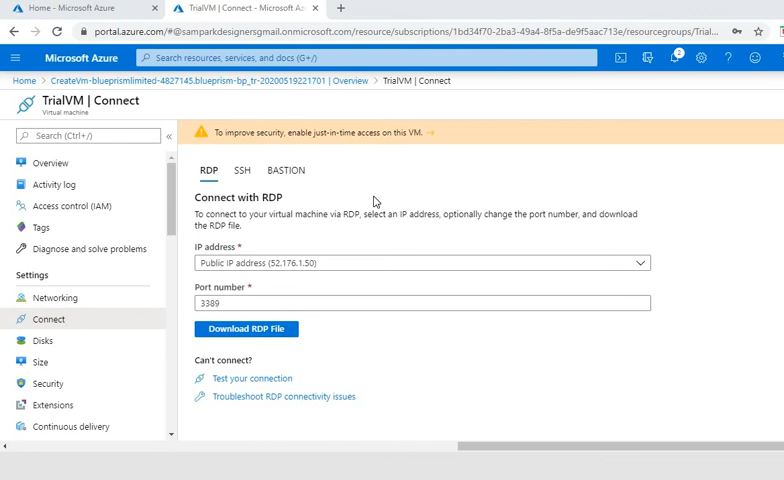 Home - Microsoft Azure
TrialVM | Connect - Microsoft Az
portal.azure.com/#@samparkdesignersgmail.onmicrosoft.com/resource/subscriptions/1bd34f70-2ba3-49a4-8f5a-de9f5aac713e/resourcegroups/Trial...
Microsoft Azure
Search resources, services, and docs (G+/)
2
Home > CreateVm-blueprismlimited-4827145.blueprism-bp_tr-20200519221701 | Overview > TrialVM | Connect
TrialVM | Connect
Virtual machine
Search (Ctrl+/)
Overview
Activity log
Access control (IAM)
Tags
Diagnose and solve problems
Settings
Networking
Connect
Disks
Size
Security
Extensions
Continuous delivery
To improve security, enable just-in-time access on this VM. →
RDP SSH BASTION
Connect with RDP
To connect to your virtual machine via RDP, select an IP address, optionally change the port number, and download
the RDP file.
IP address *
Public IP address (52.176.1.50)
Port number *
3389
Download RDP File
Can't connect?
Test your connection
Troubleshoot RDP connectivity issues